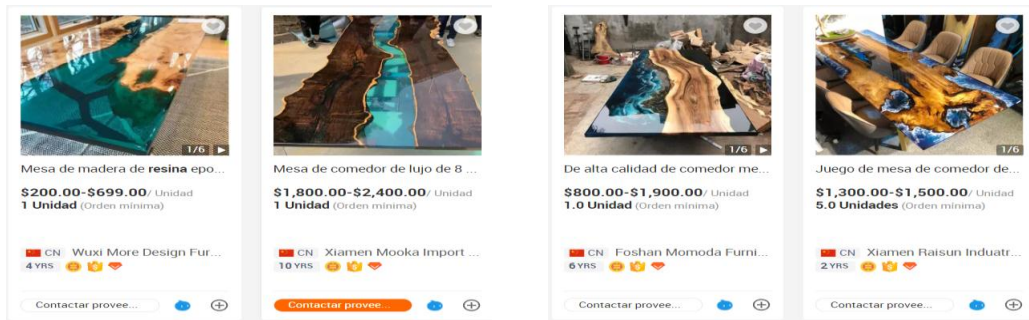 1/6
Mesa de madera de resina epo...
$200.00-$699.00/ Unidad
1 Unidad (Orden mínima)
CN Wuxi More Design Fur...
4 YRS
Contactar provee...
1/6
Mesa de comedor de lujo de 8 ...
$1,800.00-$2,400.00/ Unidad
1 Unidad (Orden mínima)
CN Xiamen Mooka Import ...
10 YRS
Contactar provee...
1/6
De alta calidad de comedor me...
$800.00-$1,900.00/ Unidad
1.0 Unidad (Orden mínima)
CN Foshan Momoda Furni...
6 YRS
Contactar provee...
1/6
Juego de mesa de comedor de...
$1,300.00-$1,500.00/ Unidad
5.0 Unidades (Orden mínima)
CN Xiamen Raisun Induatr...
2 YRS
Contactar provee...